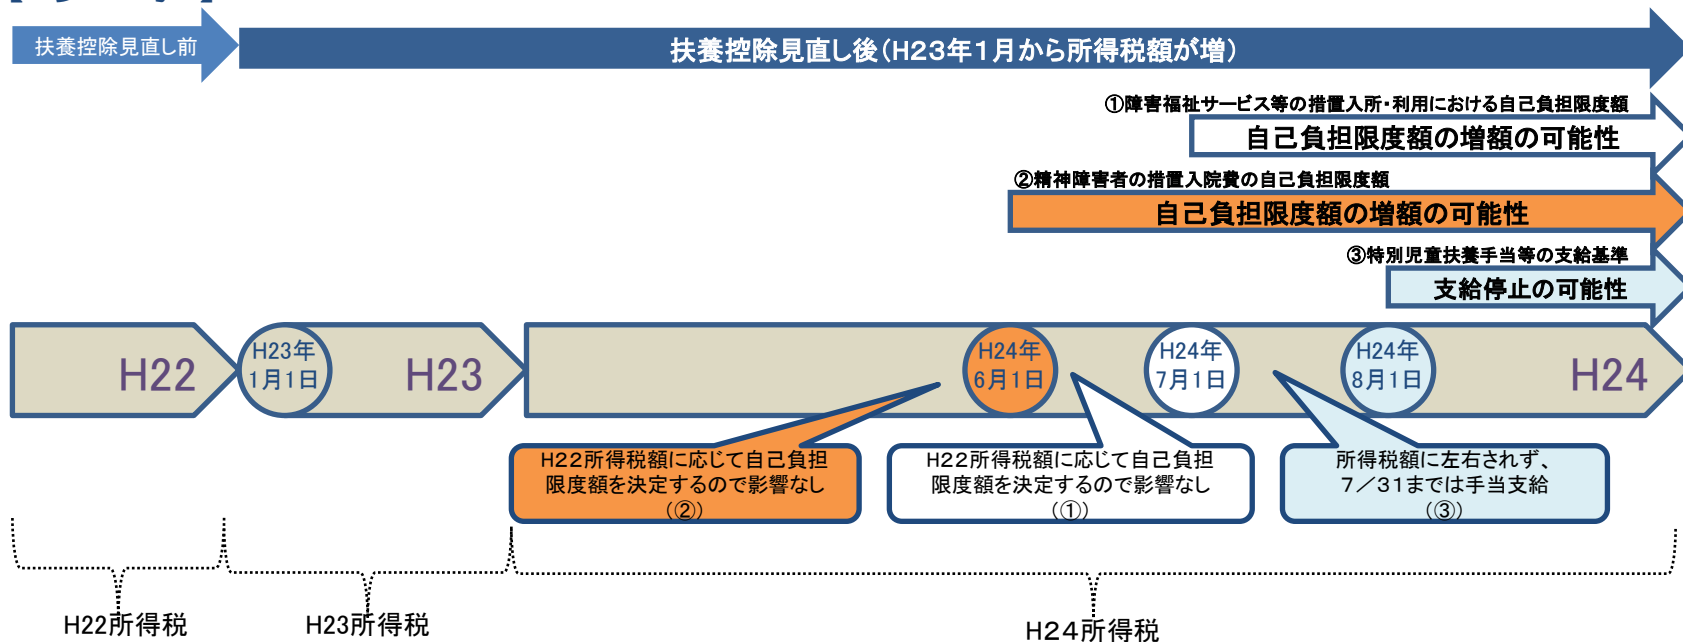 扶養控除見直し前
扶養控除見直し後(H23年1月から所得税額が増)
①障害福祉サービス等の措置入所・利用における自己負担限度額
自己負担限度額の増額の可能性
②精神障害者の措置入院費の自己負担限度額
自己負担限度額の増額の可能性
③特別児童扶養手当等の支給基準
支給停止の可能性
H22
H23年
1月1日
H23
H24年
6月1日
H24年
7月1日
H24年
8月1日
H24
H22所得税額に応じて自己負担
限度額を決定するので影響なし
(②)
H22所得税額に応じて自己負担
限度額を決定するので影響なし
(①)
所得税額に左右されず、
7/31までは手当支給
(③)
H22所得税
H23所得税
H24所得税